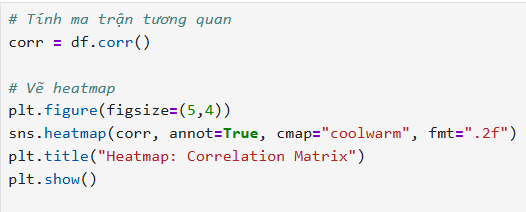 # Tính ma trận tương quan
corr = df.corr()
# Vẽ heatmap
plt.figure(figsize=(5,4))
sns.heatmap(corr, annot=True, cmap="coolwarm", fmt=".2f")
plt.title("Heatmap: Correlation Matrix")
plt.show()